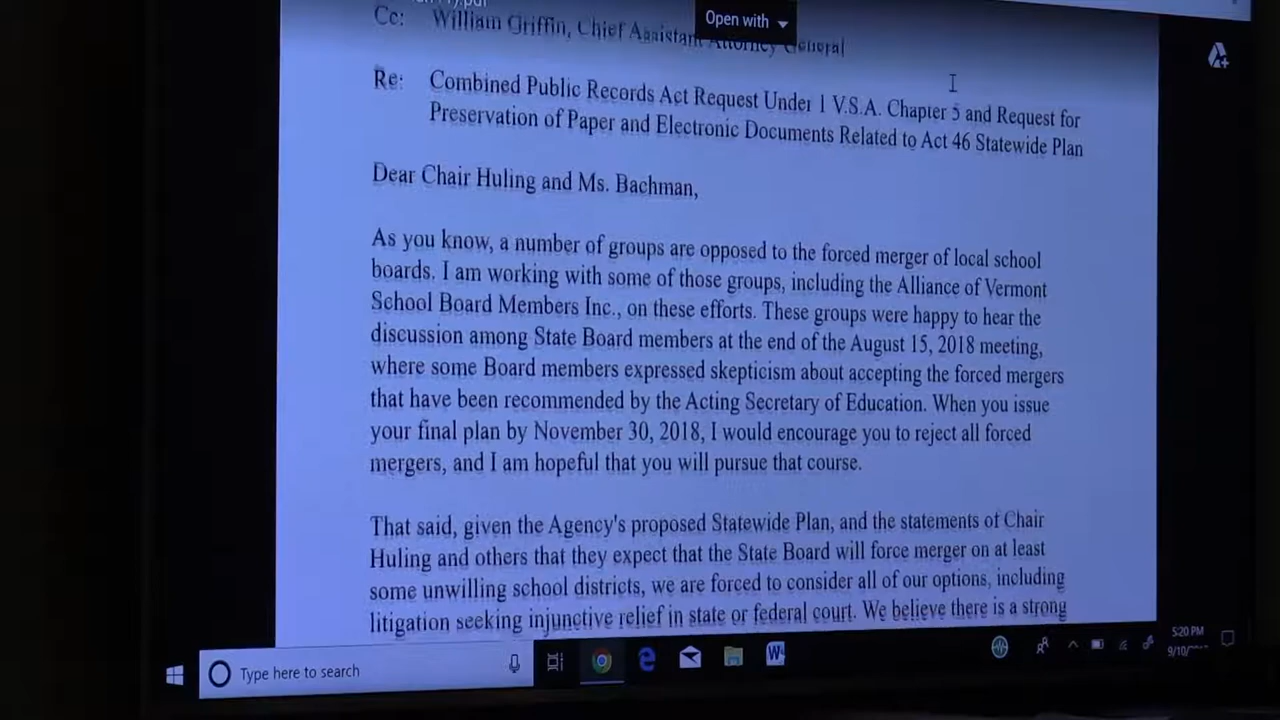 .pdf
Open with
Cc: William Griffin, Chief Assistant Attorney General
Re: Combined Public Records Act Request Under 1 V.S.A. Chapter 5 and Request for
Preservation of Paper and Electronic Documents Related to Act 46 Statewide Plan
Dear Chair Huling and Ms. Bachman,
As you know, a number of groups are opposed to the forced merger of local school
boards. I am working with some of those groups, including the Alliance of Vermont
School Board Members Inc., on these efforts. These groups were happy to hear the
discussion among State Board members at the end of the August 15, 2018 meeting,
where some Board members expressed skepticism about accepting the forced mergers
that have been recommended by the Acting Secretary of Education. When you issue
your final plan by November 30, 2018, I would encourage you to reject all forced
mergers, and I am hopeful that you will pursue that course.
That said, given the Agency's proposed Statewide Plan, and the statements of Chair
Huling and others that they expect that the State Board will force merger on at least
some unwilling school districts, we are forced to consider all of our options, including
litigation seeking injunctive relief in state or federal court. We believe there is a strong
Type here to search
5:20 PM
9/10/